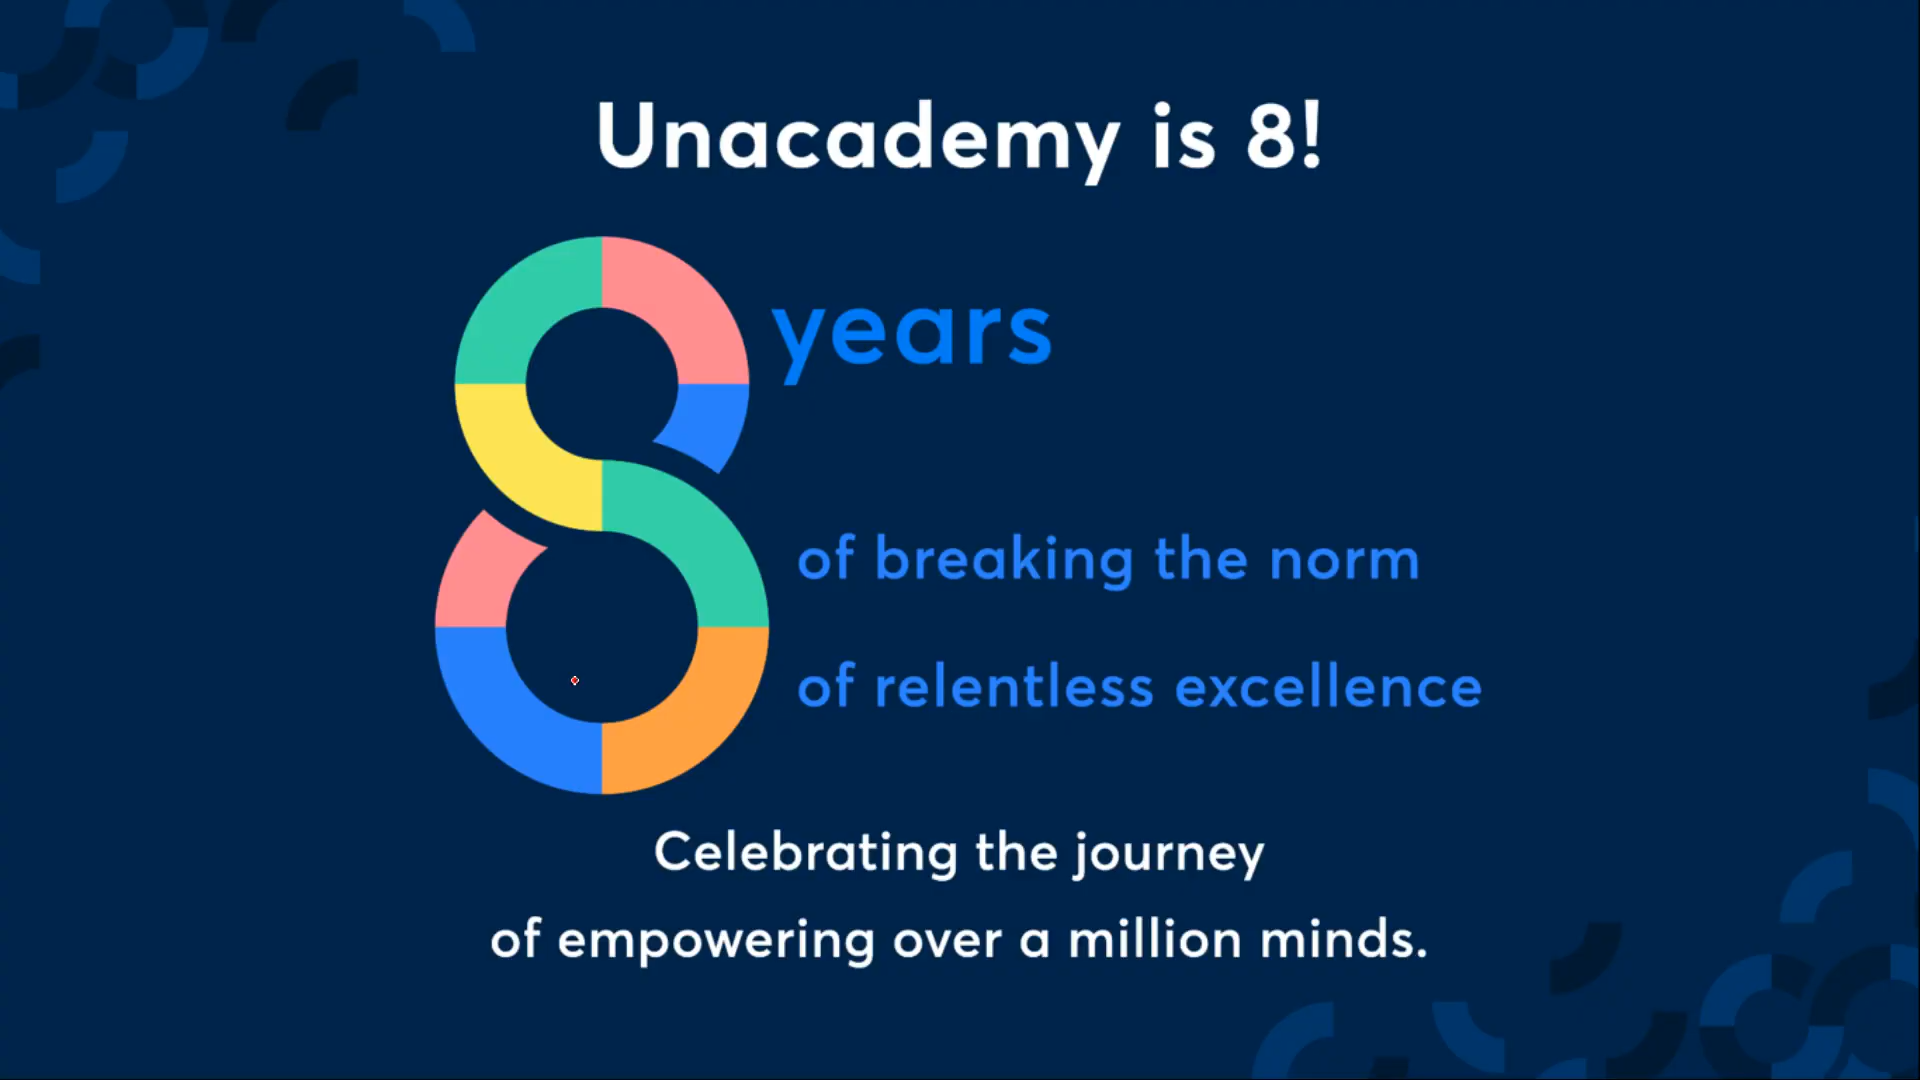 Unacademy is 8!
8 years
of breaking the norm
of relentless excellence
Celebrating the journey
of empowering over a million minds.